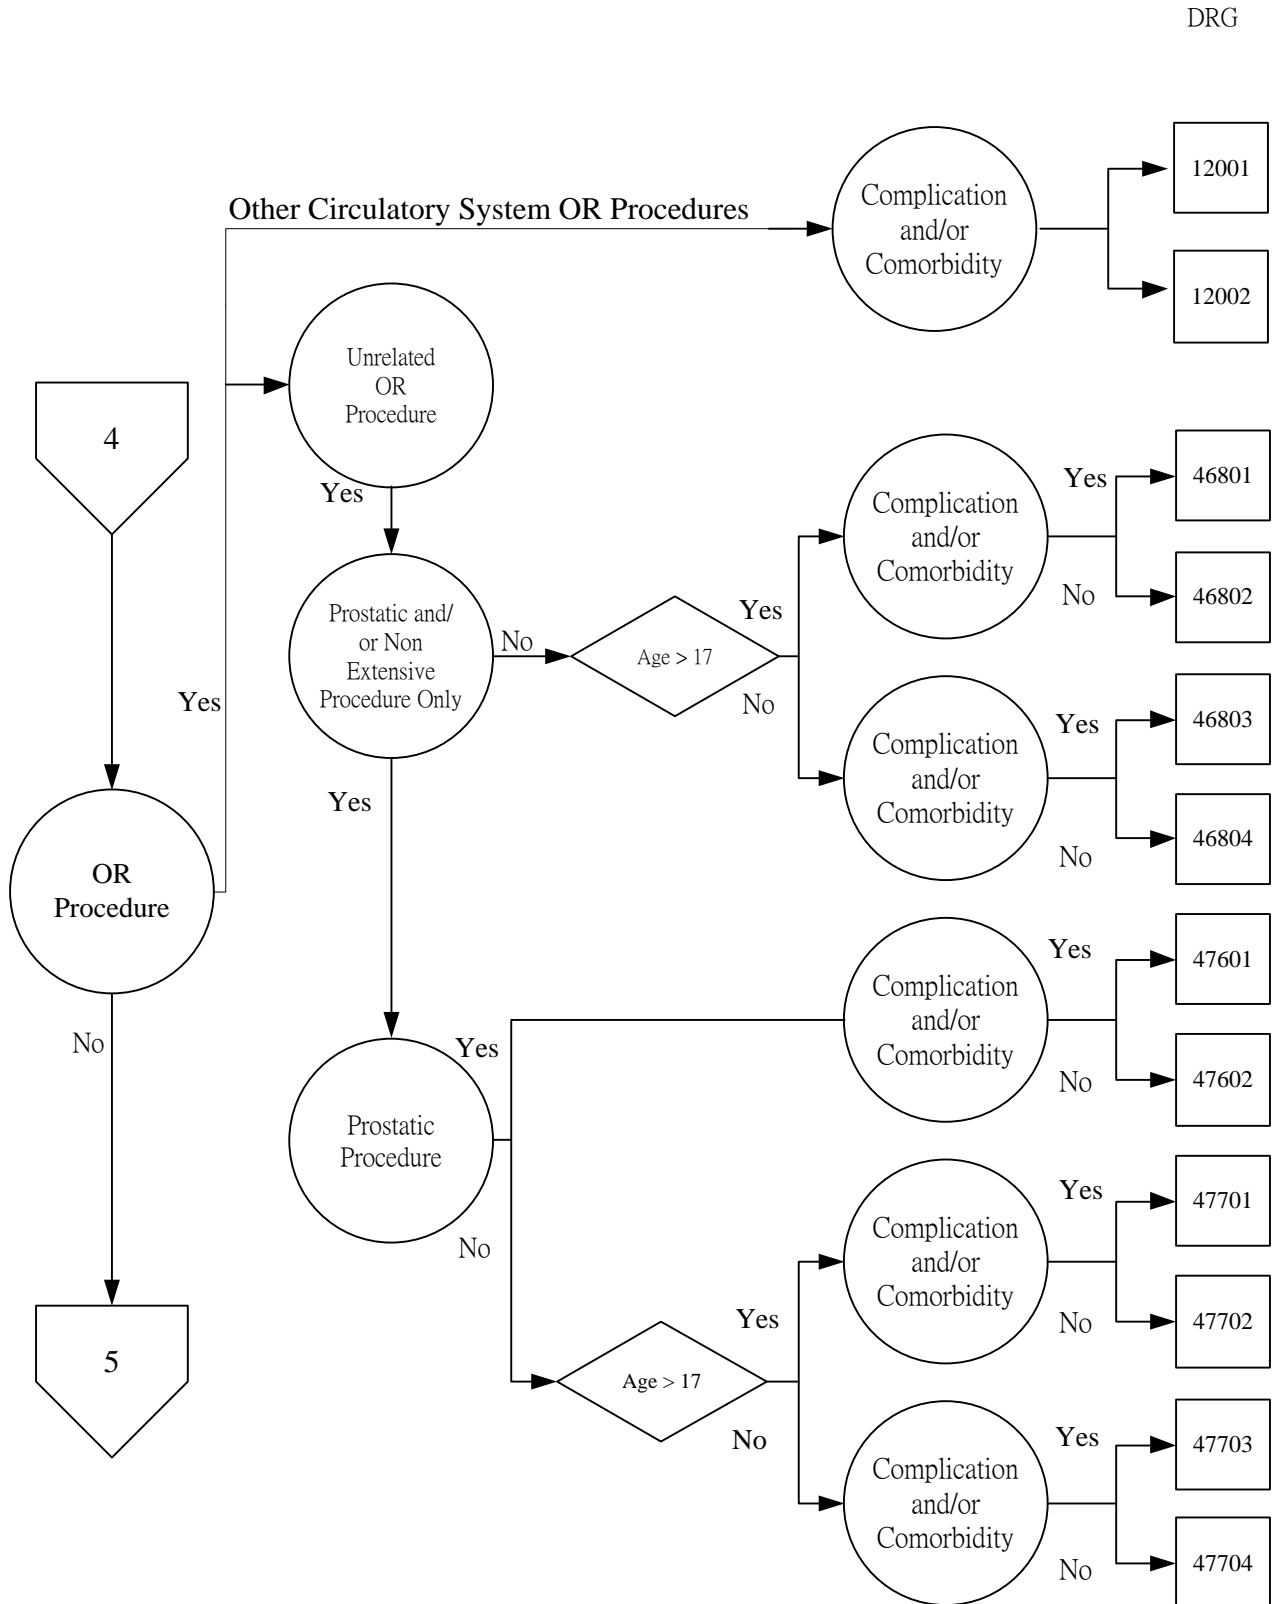 DRG
12001
Complication
and/or
Comorbidity
Other Circulatory System OR Procedures
12002
Unrelated
OR
Procedure
4
Yes
46801
Yes
Complication
and/or
Comorbidity
No
46802
Prostatic and/
or Non
Extensive
Procedure Only
No
Age > 17
Yes
No
Yes
46803
Yes
Complication
and/or
Comorbidity
No
46804
Yes
OR
Procedure
Yes
47601
Complication
and/or
Comorbidity
No
47602
No
Yes
Prostatic
Procedure
No
Yes
47701
Complication
and/or
Comorbidity
No
47702
5
Yes
Age > 17
No
Yes
47703
Complication
and/or
Comorbidity
No
47704